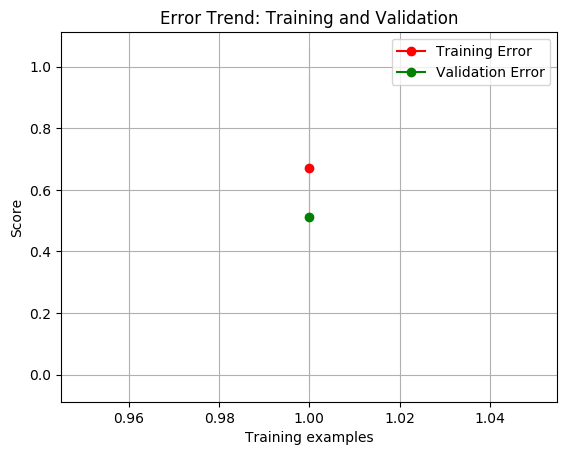 Error Trend: Training and Validation
Training Error
Validation Error
1.0
0.8
0.6
0.4
0.2
0.0
Score
0.96
0.98
1.00
1.02
1.04
Training examples